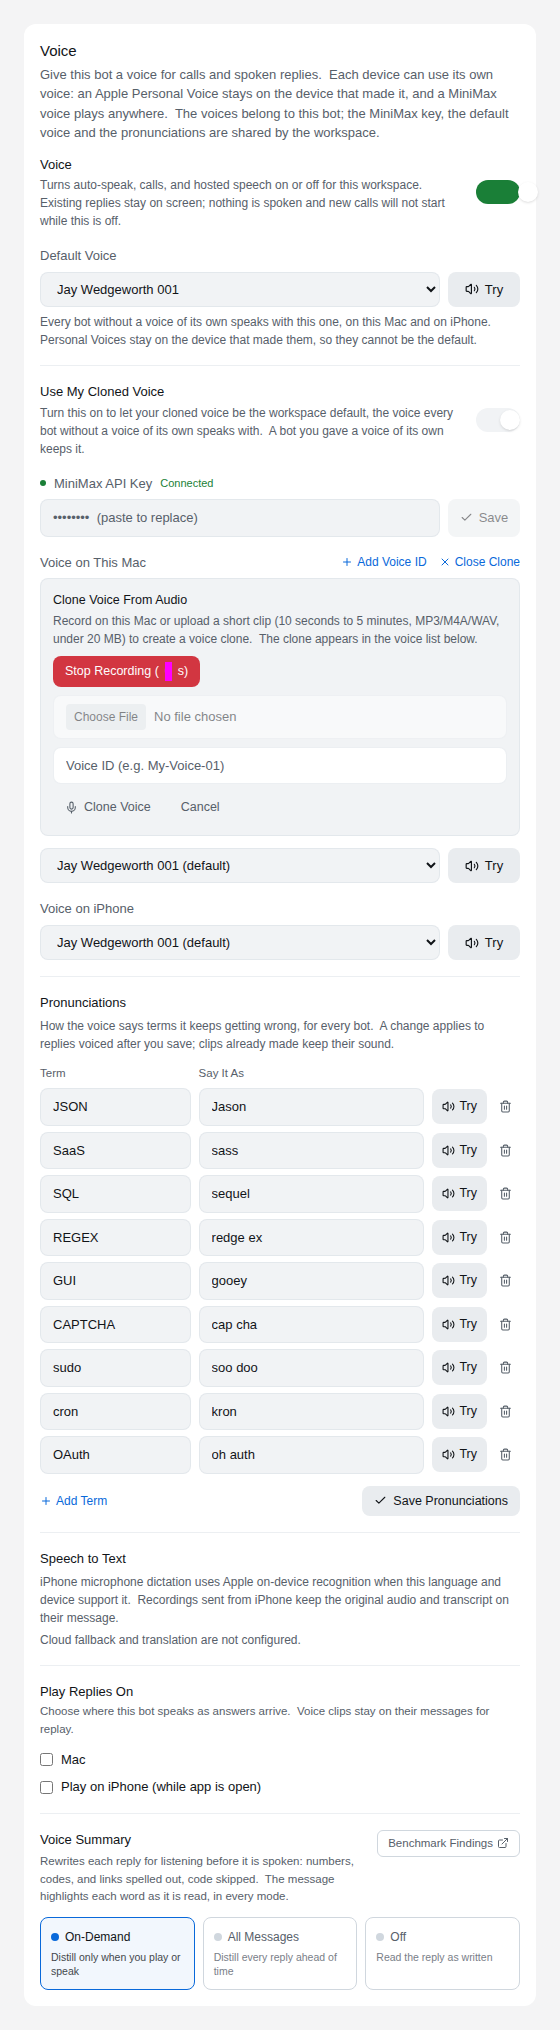 Voice
Give this bot a voice for calls and spoken replies.  Each device can use its own
voice: an Apple Personal Voice stays on the device that made it, and a MiniMax
voice plays anywhere.  The voices belong to this bot; the MiniMax key, the default
voice and the pronunciations are shared by the workspace.
Voice
Turns auto-speak, calls, and hosted speech on or off for this workspace.
Existing replies stay on screen; nothing is spoken and new calls will not start
while this is off.
Default Voice
Jay Wedgeworth 001
Try
Every bot without a voice of its own speaks with this one, on this Mac and on iPhone.
Personal Voices stay on the device that made them, so they cannot be the default.
Use My Cloned Voice
Turn this on to let your cloned voice be the workspace default, the voice every
bot without a voice of its own speaks with.  A bot you gave a voice of its own
keeps it.
MiniMax API Key Connected
•••••••• (paste to replace)
Save
Voice on This Mac
Add Voice ID
Close Clone
Clone Voice From Audio
Record on this Mac or upload a short clip (10 seconds to 5 minutes, MP3/M4A/WAV,
under 20 MB) to create a voice clone.  The clone appears in the voice list below.
Stop Recording ( s)
Choose File No file chosen
Voice ID (e.g. My-Voice-01)
Clone Voice
Cancel
Jay Wedgeworth 001 (default)
Try
Voice on iPhone
Jay Wedgeworth 001 (default)
Try
Pronunciations
How the voice says terms it keeps getting wrong, for every bot.  A change applies to
replies voiced after you save; clips already made keep their sound.
Term Say It As
JSON Jason Try
SaaS sass Try
SQL sequel Try
REGEX redge ex Try
GUI gooey Try
CAPTCHA cap cha Try
sudo soo doo Try
cron kron Try
OAuth oh auth Try
Add Term
Save Pronunciations
Speech to Text
iPhone microphone dictation uses Apple on-device recognition when this language and
device support it.  Recordings sent from iPhone keep the original audio and transcript on
their message.
Cloud fallback and translation are not configured.
Play Replies On
Choose where this bot speaks as answers arrive.  Voice clips stay on their messages for
replay.
Mac
Play on iPhone (while app is open)
Voice Summary
Benchmark Findings
Rewrites each reply for listening before it is spoken: numbers,
codes, and links spelled out, code skipped.  The message
highlights each word as it is read, in every mode.
On-Demand
Distill only when you play or
speak
All Messages
Distill every reply ahead of
time
Off
Read the reply as written